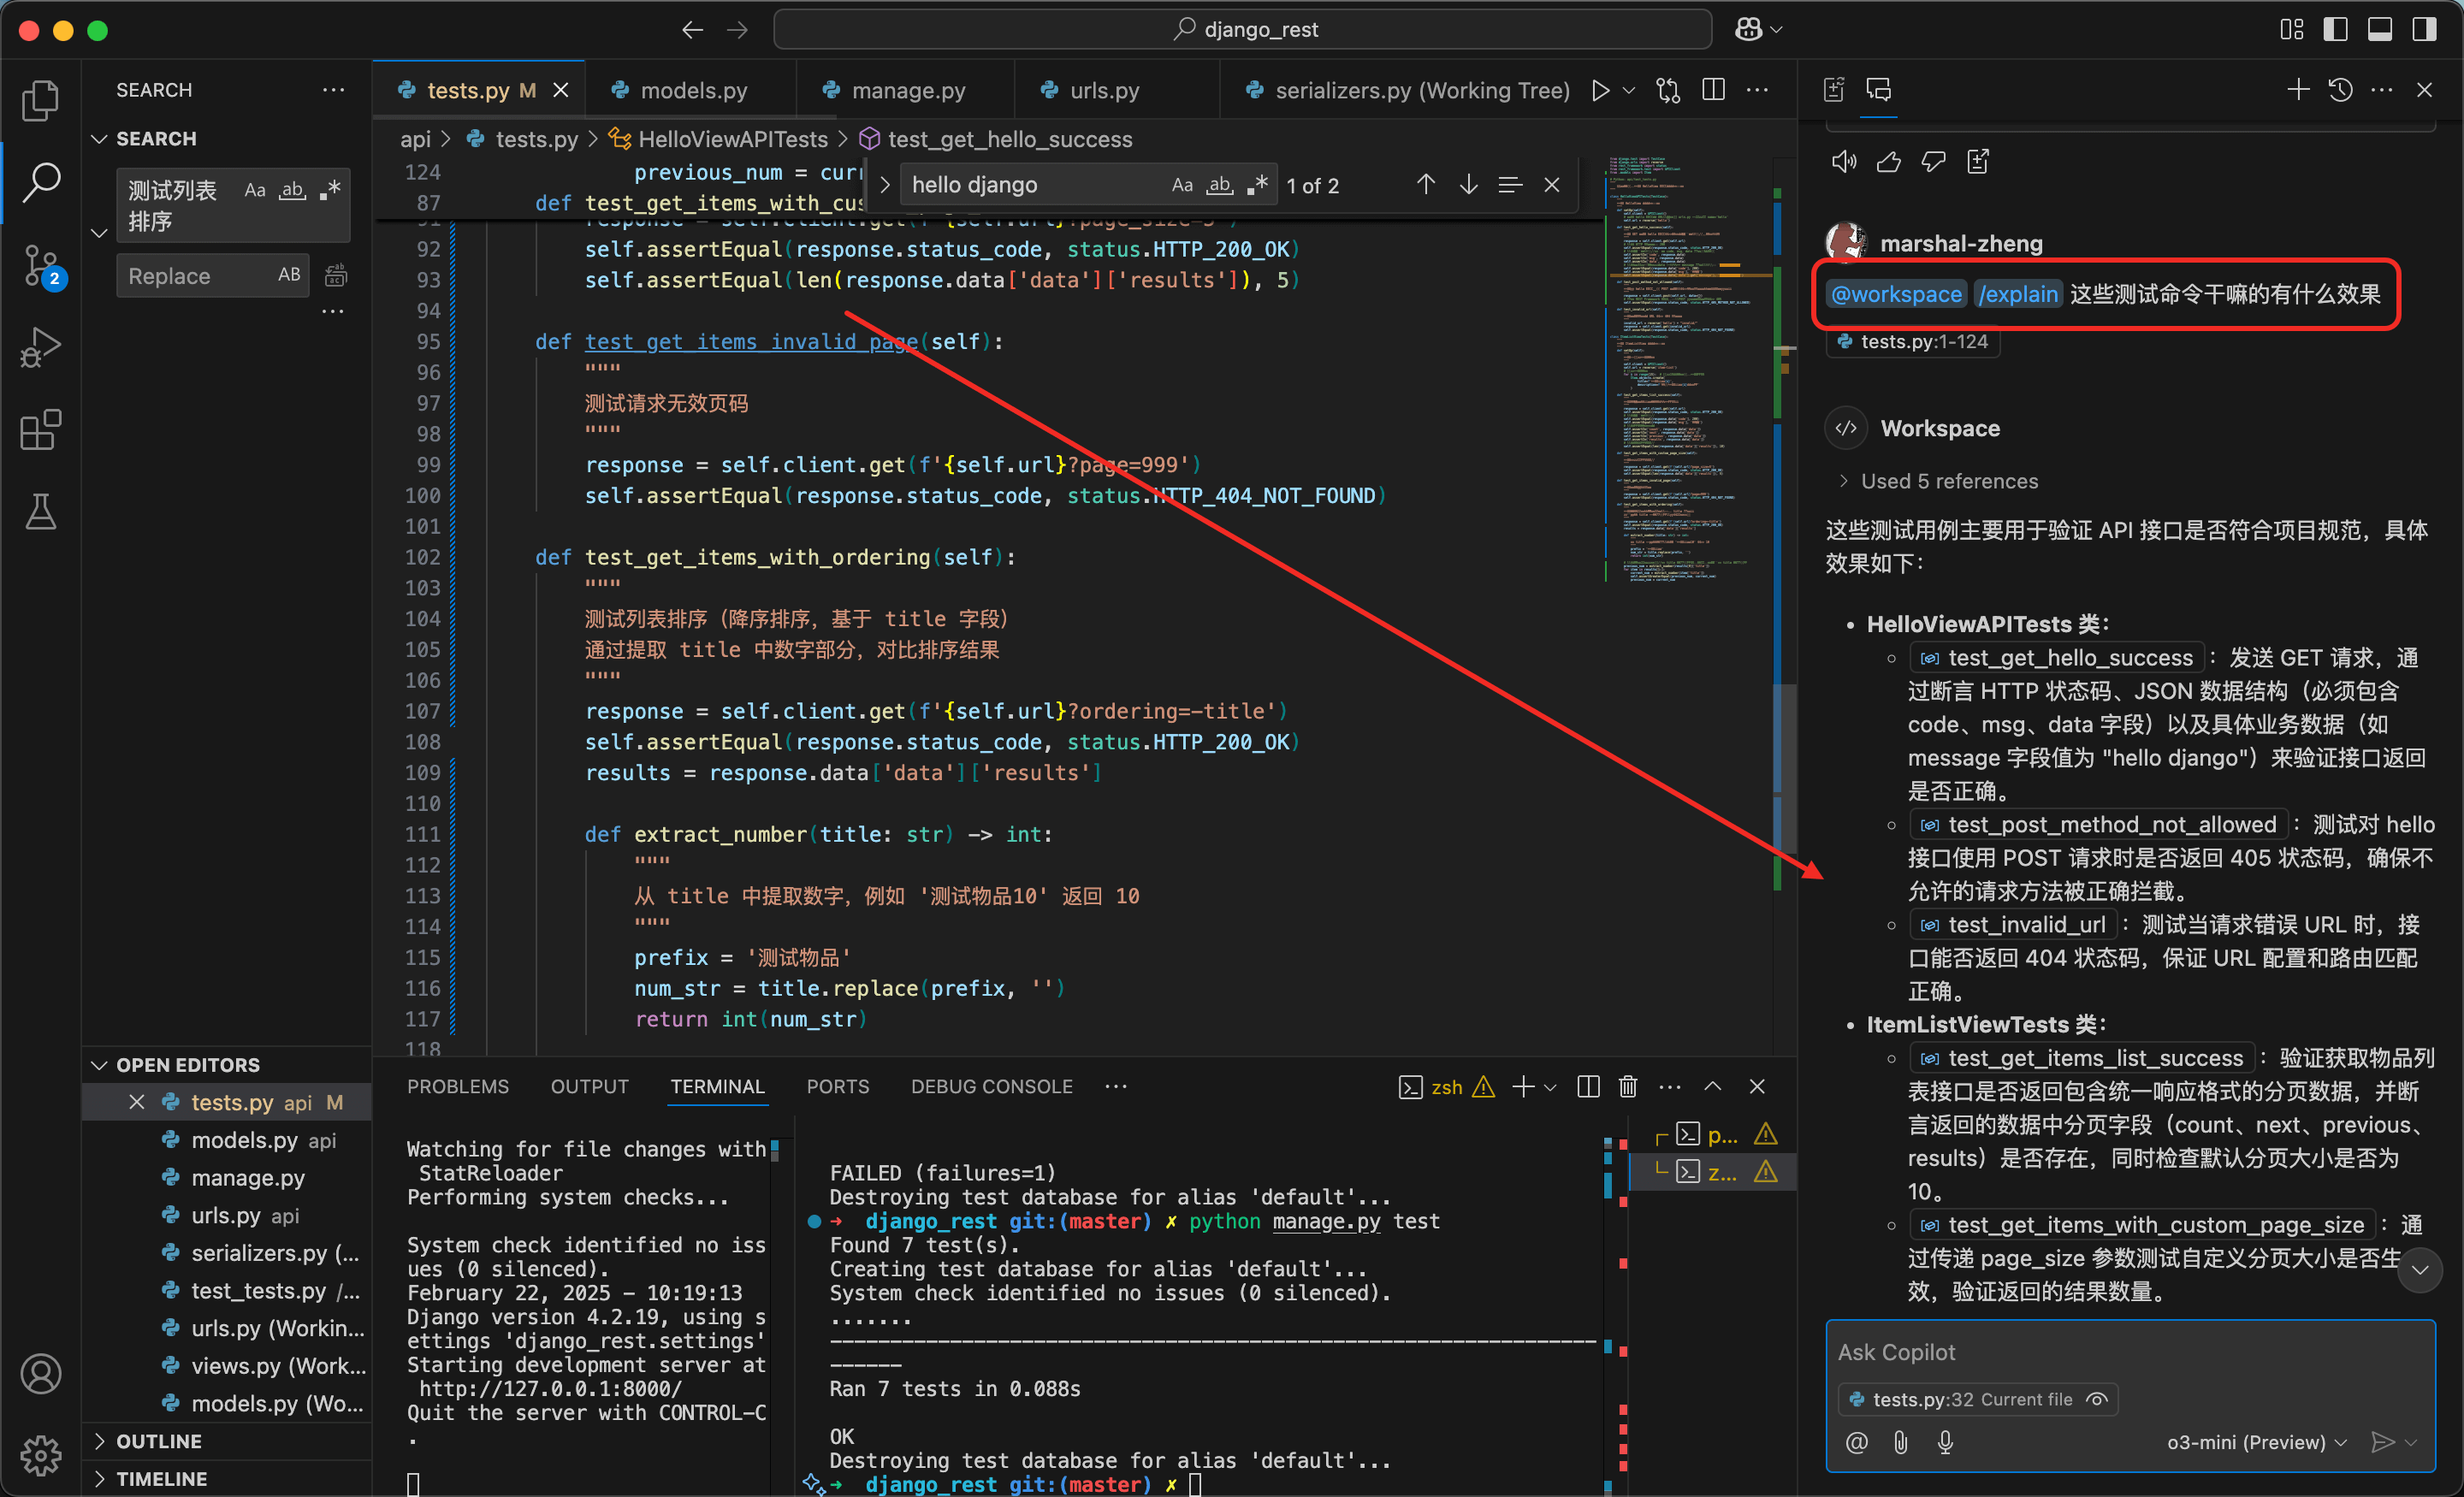 django_rest
SEARCH
SEARCH
测试列表
排序
Aa ab
Replace
AB
2
tests.py M
models.py
manage.py
urls.py
serializers.py (Working Tree)
api > tests.py > HelloViewAPITests > test_get_hello_success
hello django
Aa ab
1 of 2
124 previous_num = curr
87 def test_get_items_with_cus
91 response = self.client.get(f'{self.url}?page_size=5')
92 self.assertEqual(response.status_code, status.HTTP_200_OK)
93 self.assertEqual(len(response.data['data']['results']), 5)
94
95 def test_get_items_invalid_page(self):
96 """
97 测试请求无效页码
98 """
99 response = self.client.get(f'{self.url}?page=999')
100 self.assertEqual(response.status_code, status.HTTP_404_NOT_FOUND)
101
102 def test_get_items_with_ordering(self):
103 """
104 测试列表排序（降序排序，基于 title 字段）
105 通过提取 title 中数字部分，对比排序结果
106 """
107 response = self.client.get(f'{self.url}?ordering=-title')
108 self.assertEqual(response.status_code, status.HTTP_200_OK)
109 results = response.data['data']['results']
110
111 def extract_number(title: str) -> int:
112 """
113 从 title 中提取数字，例如 '测试物品10' 返回 10
114 """
115 prefix = '测试物品'
116 num_str = title.replace(prefix, '')
117 return int(num_str)
118
OPEN EDITORS
tests.py api M
models.py api
manage.py
urls.py api
serializers.py (...
test_tests.py /...
urls.py (Workin...
views.py (Work...
models.py (Wo...
OUTLINE
TIMELINE
PROBLEMS
OUTPUT
TERMINAL
PORTS
DEBUG CONSOLE
zsh
Watching for file changes with
StatReloader
Performing system checks...
System check identified no iss
ues (0 silenced).
February 22, 2025 - 10:19:13
Django version 4.2.19, using s
ettings 'django_rest.settings'
Starting development server at
http://127.0.0.1:8000/
Quit the server with CONTROL-C
.
FAILED (failures=1)
Destroying test database for alias 'default'...
➜ django_rest git:(master) ✗ python manage.py test
Found 7 test(s).
Creating test database for alias 'default'...
System check identified no issues (0 silenced).
.......
----------------------------------------------------------------------
Ran 7 tests in 0.088s
OK
Destroying test database for alias 'default'...
➜ django_rest git:(master) ✗
p...
z...
marshal-zheng
@workspace /explain 这些测试命令干嘛的有什么效果
tests.py:1-124
Workspace
Used 5 references
这些测试用例主要用于验证 API 接口是否符合项目规范，具体
效果如下：
• HelloViewAPITests 类：
test_get_hello_success ：发送 GET 请求，通
过断言 HTTP 状态码、JSON 数据结构（必须包含
code、msg、data 字段）以及具体业务数据（如
message 字段值为 "hello django"）来验证接口返回
是否正确。
test_post_method_not_allowed ：测试对 hello
接口使用 POST 请求时是否返回 405 状态码，确保不
允许的请求方法被正确拦截。
test_invalid_url ：测试当请求错误 URL 时，接
口能否返回 404 状态码，保证 URL 配置和路由匹配
正确。
• ItemListViewTests 类：
test_get_items_list_success ：验证获取物品列
表接口是否返回包含统一响应格式的分页数据，并断
言返回的数据中分页字段（count、next、previous、
results）是否存在，同时检查默认分页大小是否为
10。
test_get_items_with_custom_page_size ：通
过传递 page_size 参数测试自定义分页大小是否生
效，验证返回的结果数量。
Ask Copilot
tests.py:32 Current file
o3-mini (Preview)